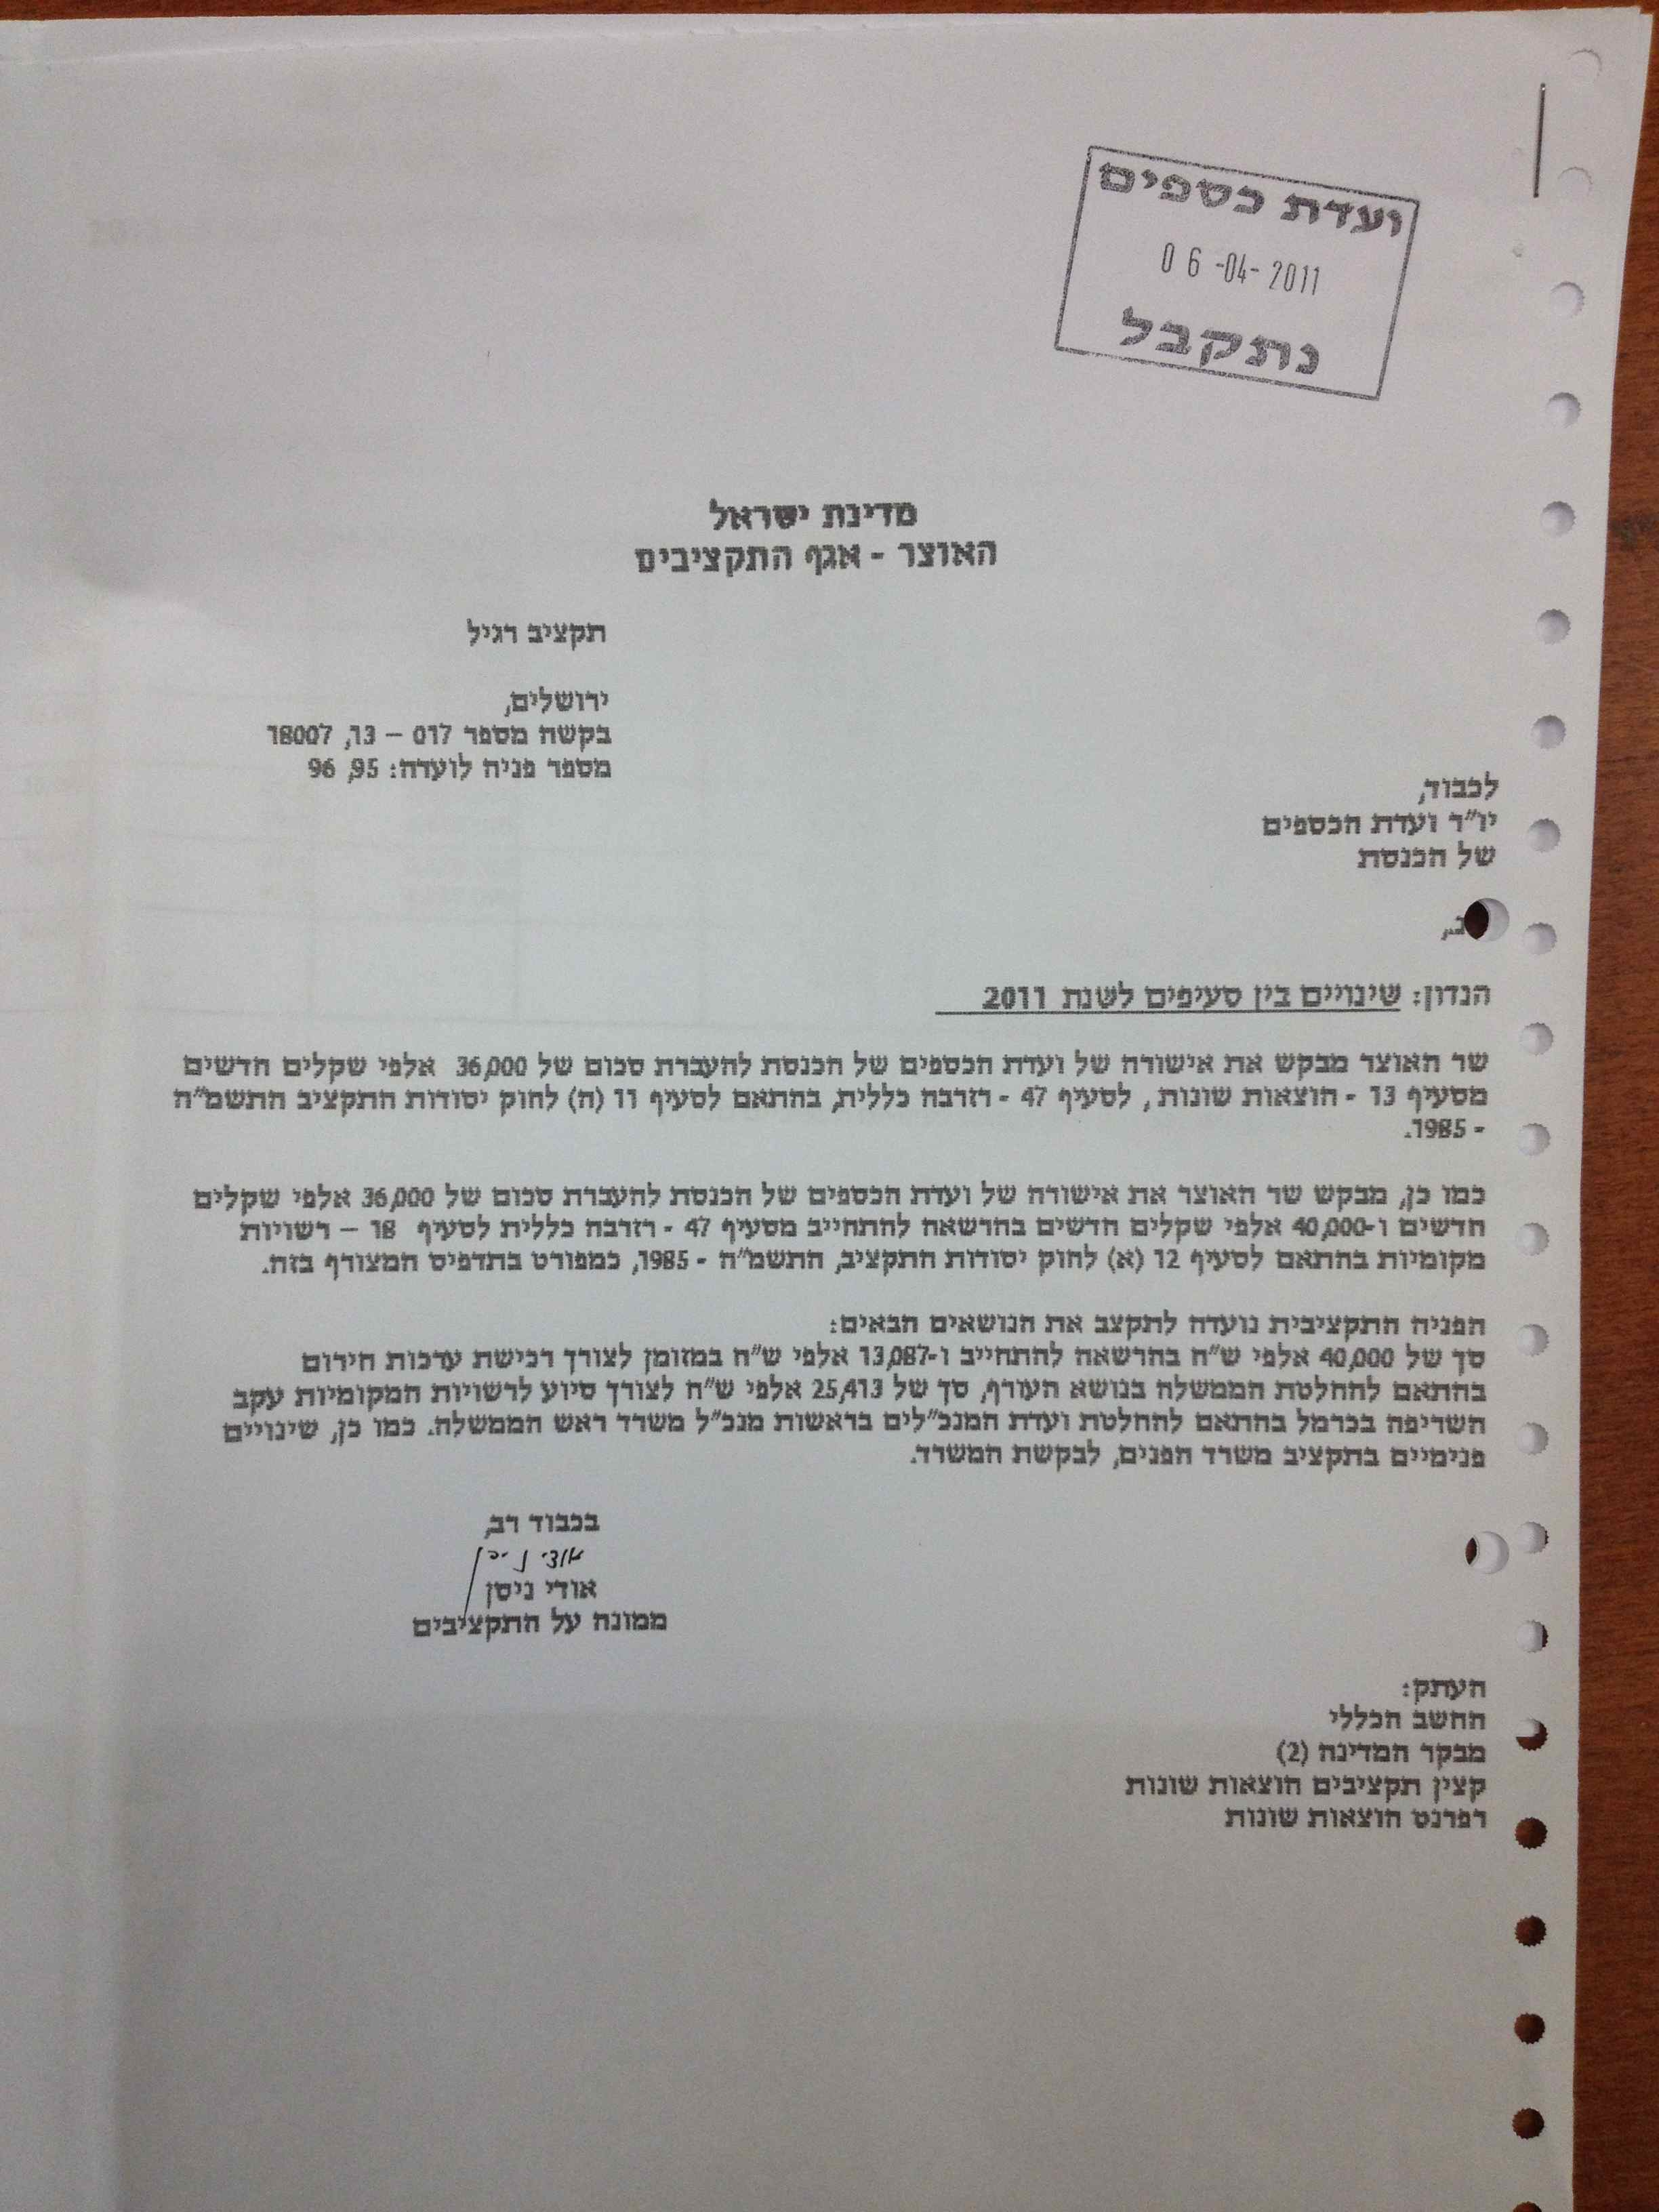 ועדת כספים
06-04-2011
נתקבל
מדינת ישראל
האוצר - אגף התקציבים
תקציב רגיל
ירושלים,
בקשה מספר 017 – 13, 18007
מספר פניה לועדה: 95, 96
לכבוד,
יו"ר ועדת הכספים
של הכנסת
הנדון: שינויים בין סעיפים לשנת 2011
שר האוצר מבקש את אישורה של ועדת הכספים של הכנסת להעברת סכום של 36,000 אלפי שקלים חדשים
מסעיף 13 - הוצאות שונות , לסעיף 47 - רזרבה כללית, בהתאם לסעיף 11 (ה) לחוק יסודות התקציב התשמ"ה
- 1985.
כמו כן, מבקש שר האוצר את אישורה של ועדת הכספים של הכנסת להעברת סכום של 36,000 אלפי שקלים
חדשים ו-40,000 אלפי שקלים חדשים בהרשאה להתחייב מסעיף 47 - רזרבה כללית לסעיף 18 – רשויות
מקומיות בהתאם לסעיף 12 (א) לחוק יסודות התקציב, התשמ"ה - 1985, כמפורט בתדפיס המצורף בזה.
הפניה התקציבית נועדה לתקצב את הנושאים הבאים:
סך של 40,000 אלפי ש"ח בהרשאה להתחייב ו-13,087 אלפי ש"ח במזומן לצורך רכישת ערכות חירום
בהתאם להחלטת הממשלה בנושא העורף, סך של 25,413 אלפי ש"ח לצורך סיוע לרשויות המקומיות עקב
השריפה בכרמל בהתאם להחלטת ועדת המנכ"לים בראשות מנכ"ל משרד ראש הממשלה. כמו כן, שינויים
פנימיים בתקציב משרד הפנים, לבקשת המשרד.
בכבוד רב,
אודי ניסן
ממונה על התקציבים
העתק:
החשב הכללי
מבקר המדינה (2)
קצין תקציבים הוצאות שונות
רפרנט הוצאות שונות